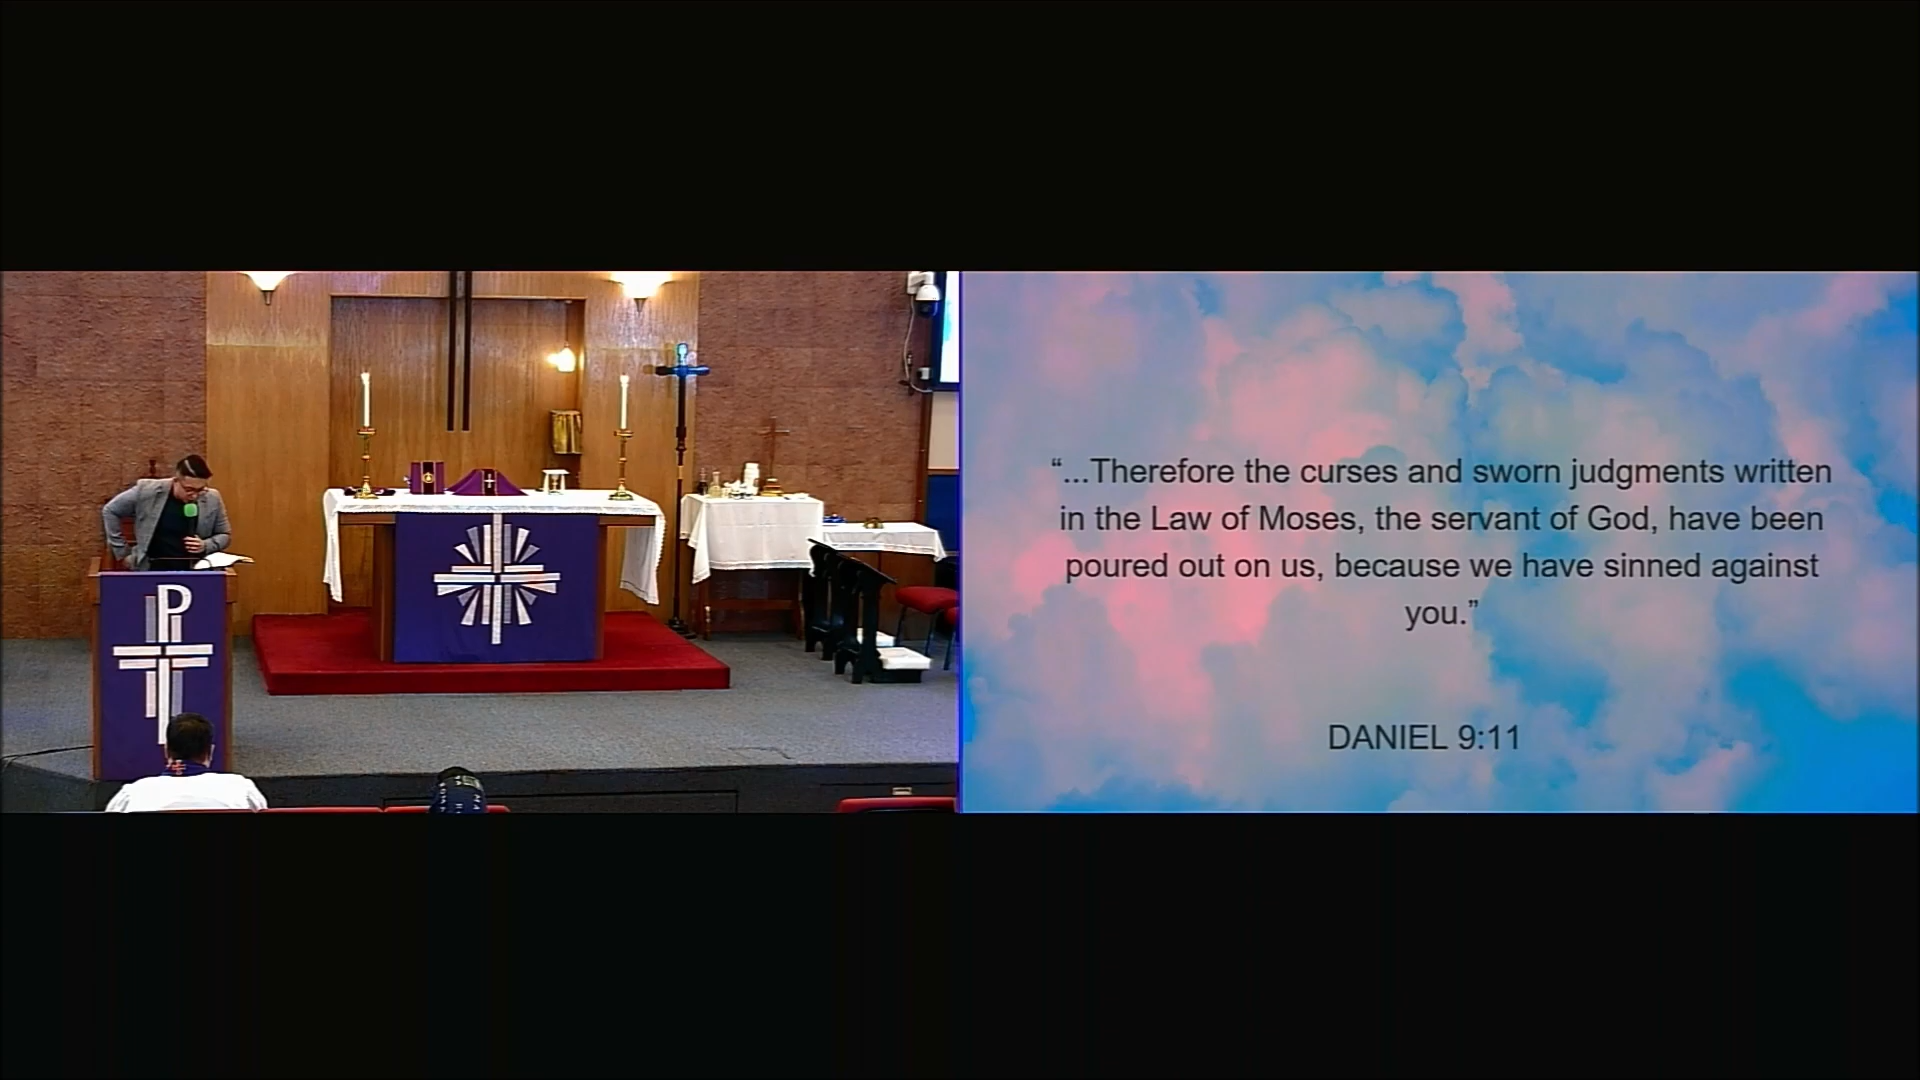 “...Therefore the curses and sworn judgments written
in the Law of Moses, the servant of God, have been
poured out on us, because we have sinned against
you.”
DANIEL 9:11